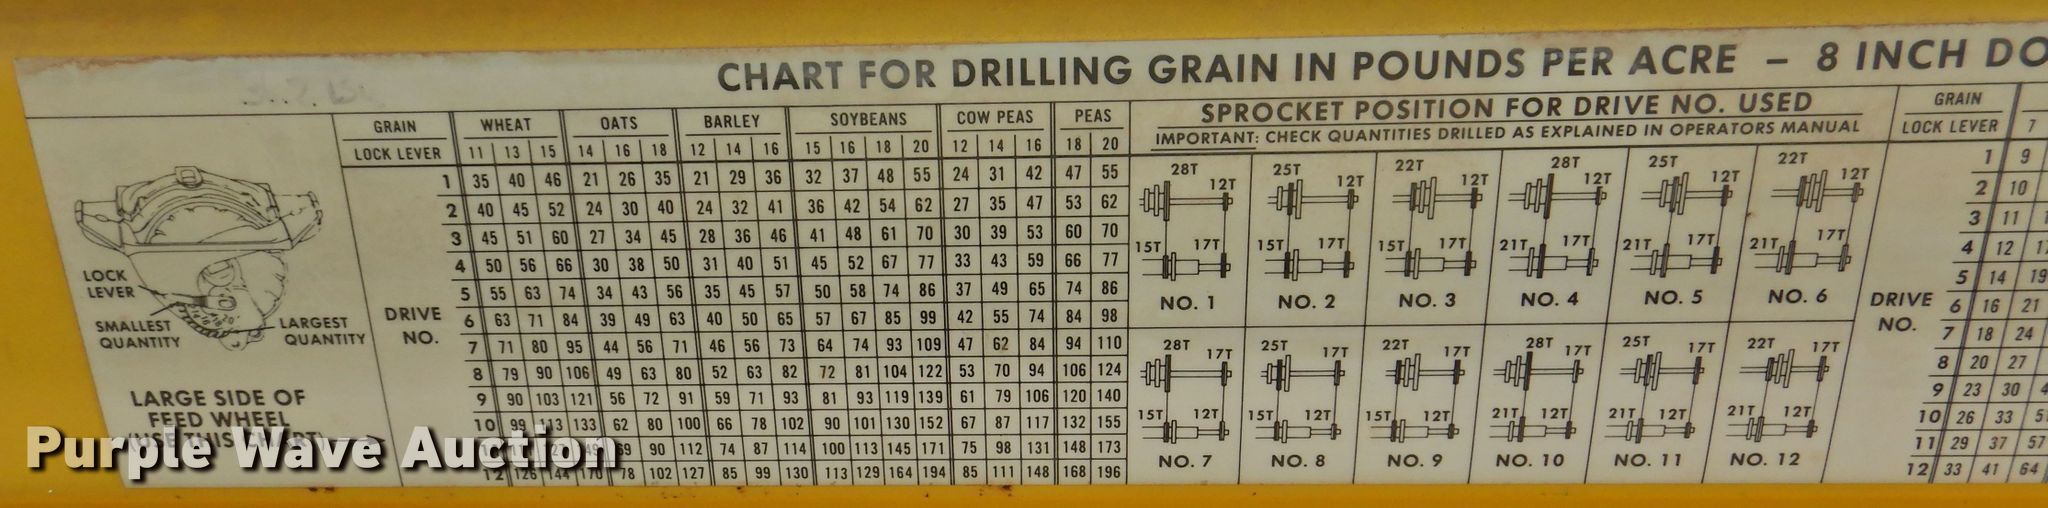 CHART FOR DRILLING GRAIN IN POUNDS PER ACRE – 8 INCH DO
GRAIN WHEAT OATS BARLEY SOYBEANS COW PEAS PEAS
LOCK LEVER 11 13 15 14 16 18 12 14 16 15 16 18 20 12 14 16 18 20
DRIVE NO.
1 35 40 46 21 26 35 21 29 36 32 37 48 55 24 31 42 47 55
2 40 45 52 24 30 40 24 32 41 36 42 54 62 27 35 47 53 62
3 45 51 60 27 34 45 28 36 46 41 48 61 70 30 39 53 60 70
4 50 56 66 30 38 50 31 40 51 45 52 67 77 33 43 59 66 77
5 55 63 74 34 43 56 35 45 57 50 58 74 86 37 49 65 74 86
6 63 71 84 39 49 63 40 50 65 57 67 85 99 42 55 74 84 98
7 71 80 95 44 56 71 46 56 73 64 74 93 109 47 62 84 94 110
8 79 90 106 49 63 80 52 63 82 72 81 104 122 53 70 94 106 124
9 90 103 121 56 72 91 59 71 93 81 93 119 139 61 79 106 120 140
10 99 113 133 62 80 100 66 78 102 90 101 130 152 67 87 117 132 155
90 112 74 87 114 100 113 145 171 75 98 131 148 173
12 126 144 170 78 102 127 85 99 130 113 129 164 194 85 111 148 168 196
LOCK LEVER
SMALLEST QUANTITY
LARGEST QUANTITY
LARGE SIDE OF
FEED WHEEL
(USE THIS CHART)
SPROCKET POSITION FOR DRIVE NO. USED
IMPORTANT: CHECK QUANTITIES DRILLED AS EXPLAINED IN OPERATORS MANUAL
28T 12T 25T 12T 22T 12T 28T 12T 25T 12T 22T 12T
15T 17T 15T 17T 15T 17T 21T 17T 21T 17T 21T 17T
NO. 1 NO. 2 NO. 3 NO. 4 NO. 5 NO. 6
28T 17T 25T 17T 22T 17T 28T 17T 25T 17T 22T 17T
15T 12T 15T 12T 15T 12T 21T 12T 21T 12T 21T 12T
NO. 7 NO. 8 NO. 9 NO. 10 NO. 11 NO. 12
GRAIN
LOCK LEVER 7
DRIVE NO.
1 9
2 10
3 11
4 12
5 14 19
6 16 21
7 18 24
8 20 27
9 23 30
10 26 33
11 29 37 57
12 33 41 64
Purple Wave Auction